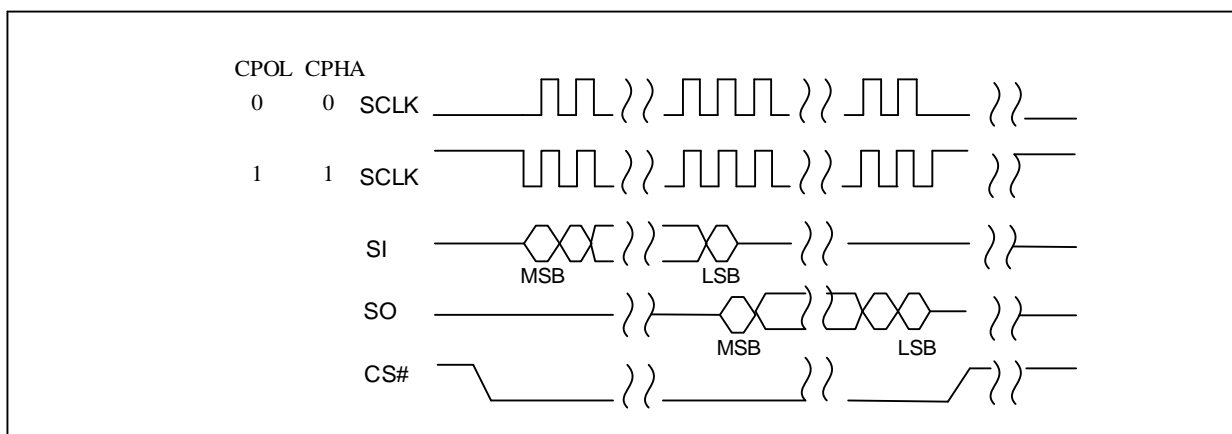 CPOL CPHA
0 0 SCLK
1 1 SCLK
SI
MSB LSB
SO
MSB LSB
CS#